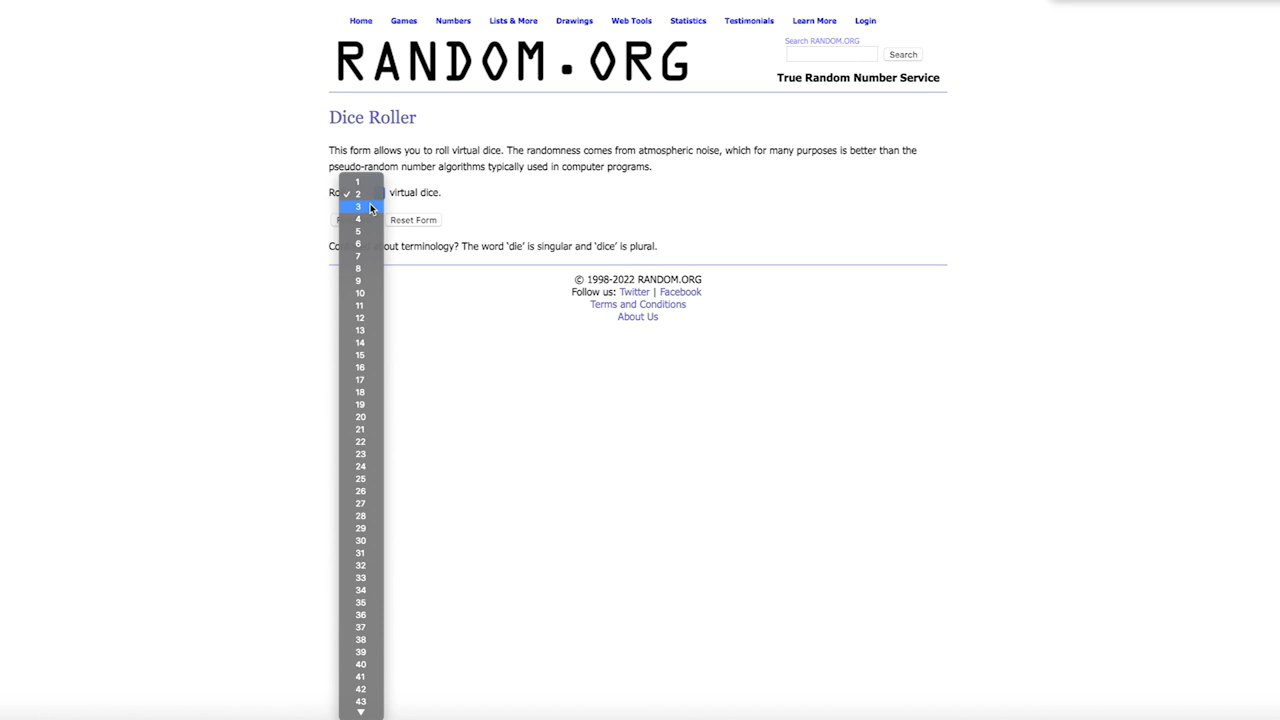 Home Games Numbers Lists & More Drawings Web Tools Statistics Testimonials Learn More Login
RANDOM.ORG
Search RANDOM.ORG
Search
True Random Number Service
Dice Roller
This form allows you to roll virtual dice. The randomness comes from atmospheric noise, which for many purposes is better than the
pseudo-random number algorithms typically used in computer programs.
virtual dice.
Reset Form
about terminology? The word ‘die’ is singular and ‘dice’ is plural.
© 1998-2022 RANDOM.ORG
Follow us: Twitter | Facebook
Terms and Conditions
About Us
1
✓ 2
3
4
5
6
7
8
9
10
11
12
13
14
15
16
17
18
19
20
21
22
23
24
25
26
27
28
29
30
31
32
33
34
35
36
37
38
39
40
41
42
43